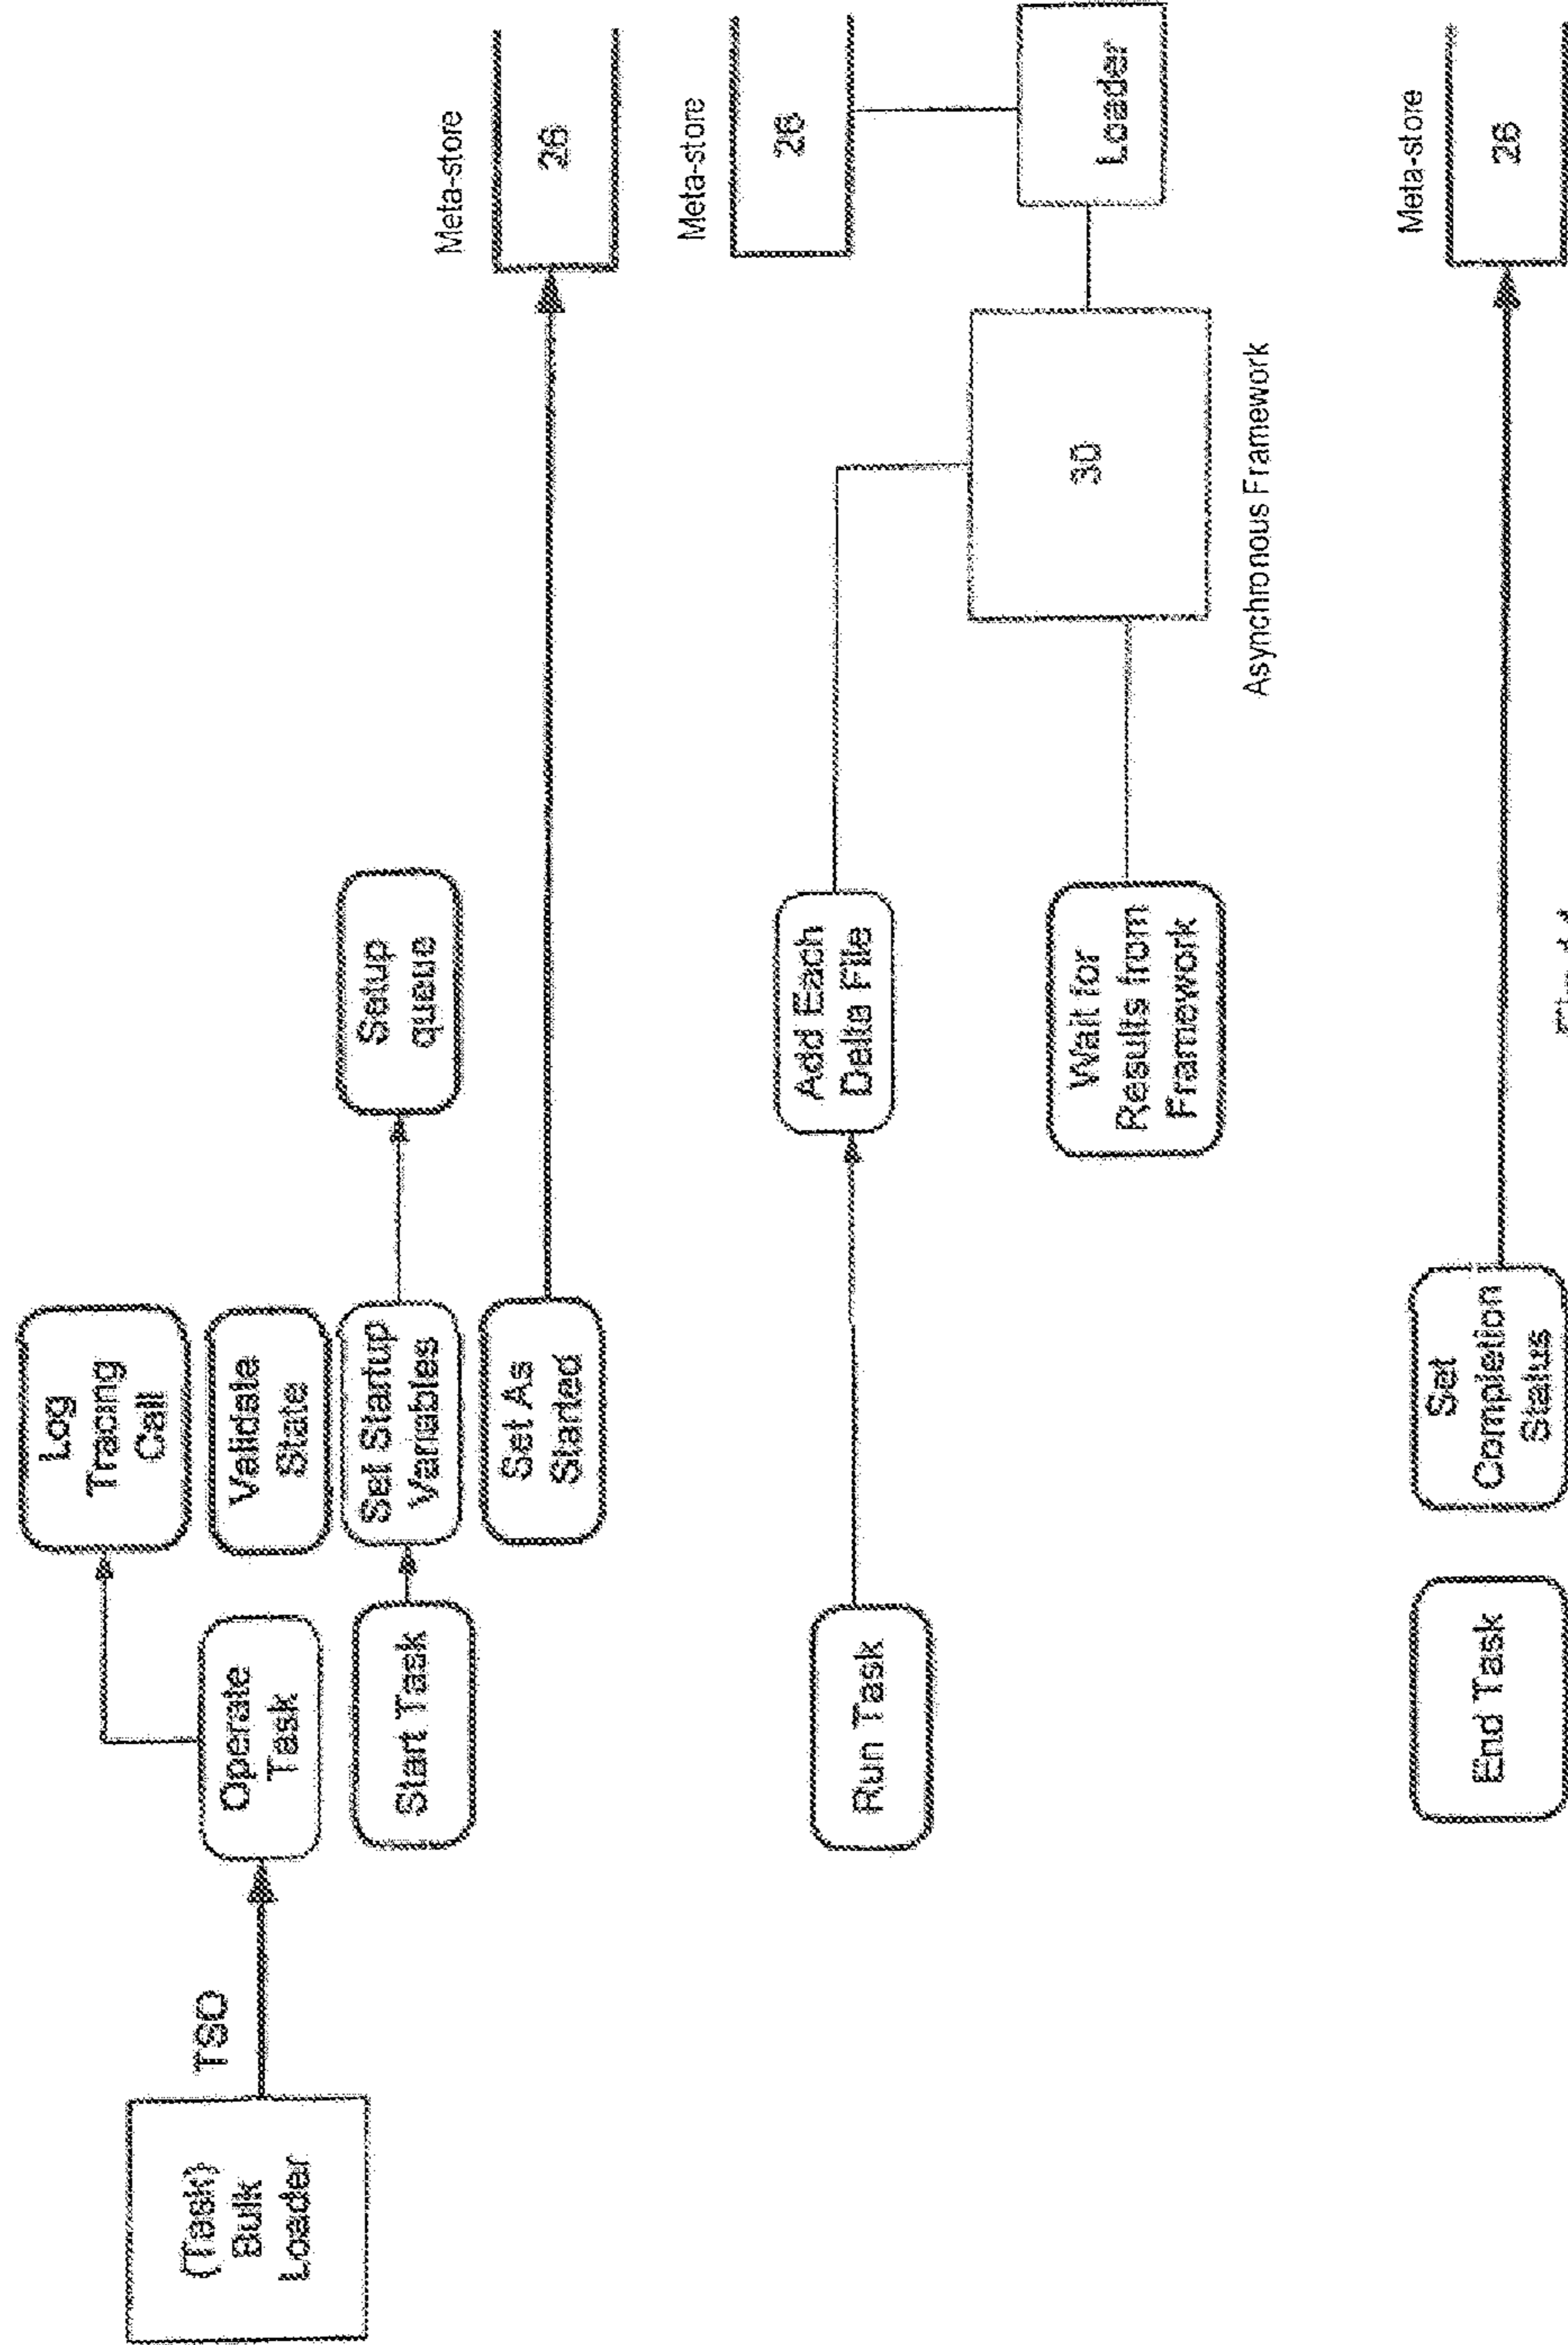 Log
Tracing
Call
(Task)
Bulk
Loader
TSD
Operate
Task
Validate
State
Start Task
Set Startup
Variables
Setup
queue
Set As
Started
Meta-store
26
Meta-store
26
Run Task
Add Each
Delta File
Wait for
Results from
Framework
30
Loader
Asynchronous Framework
End Task
Set
Completion
Status
Meta-store
26